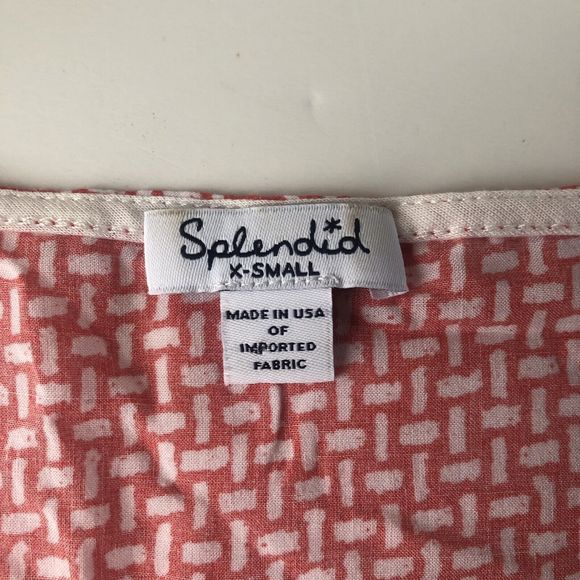 Splendid
X-SMALL
MADE IN USA
OF
IMPORTED
FABRIC